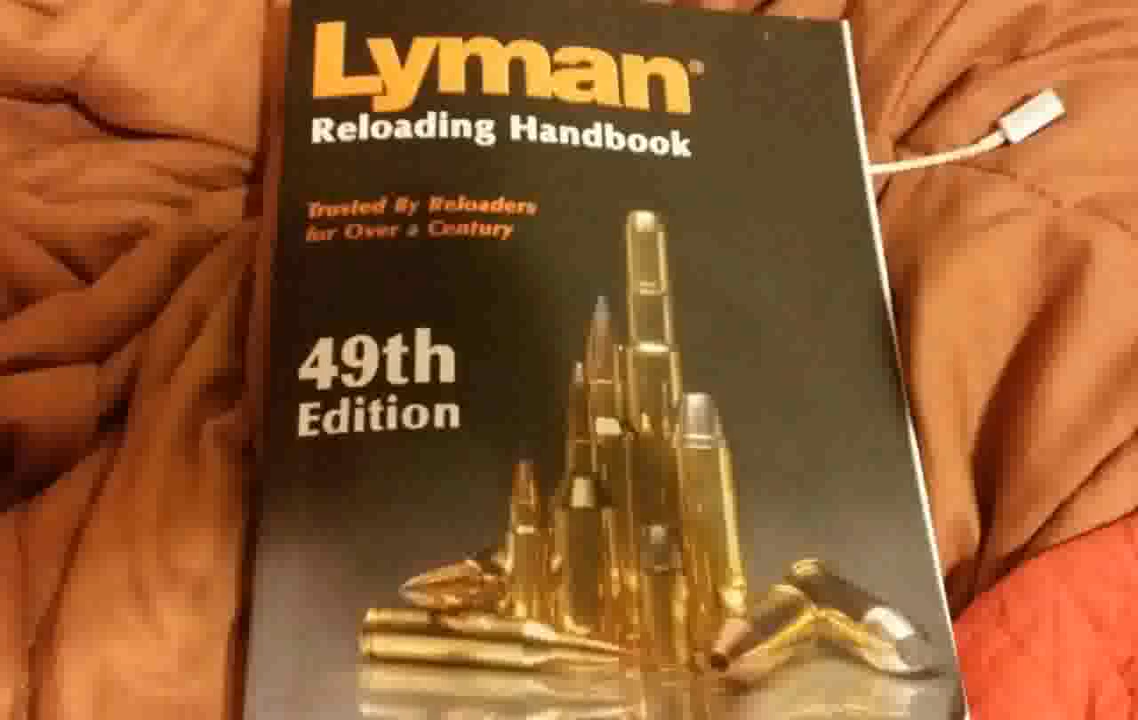 Lyman®
Reloading Handbook
Trusted By Reloaders
for Over a Century
49th
Edition